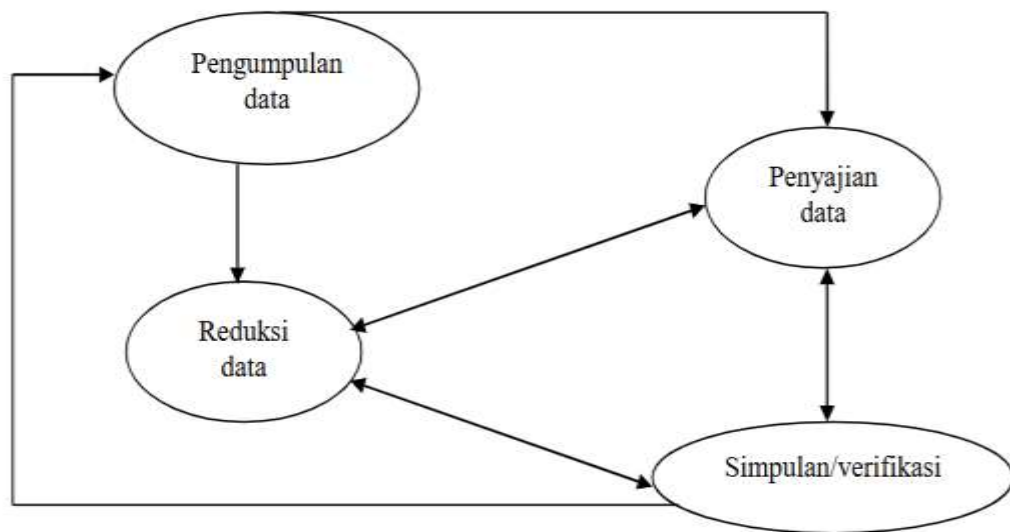 Pengumpulan
data
Penyajian
data
Reduksi
data
Simpulan/verifikasi